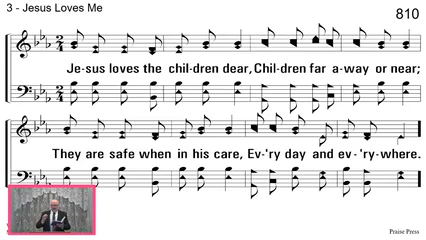 3 - Jesus Loves Me
810
Je-sus loves the chil-dren dear, Chil-dren far a-way or near;
They are safe when in his care, Ev-'ry day and ev-'ry-where.
Praise Press